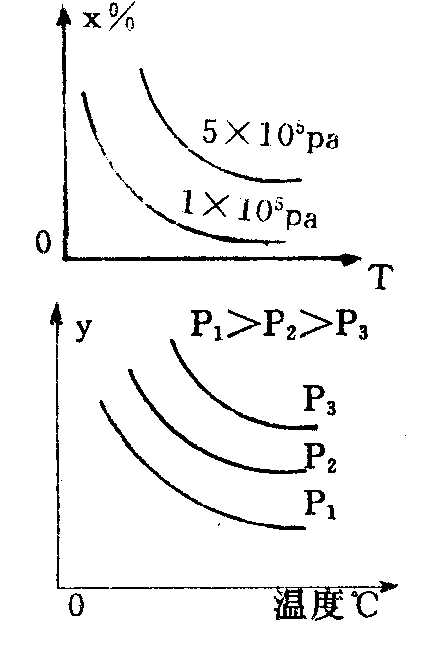 x%
5×10⁵pa
1×10⁵pa
0
T
y
P₁>P₂>P₃
P₃
P₂
P₁
0
温度℃